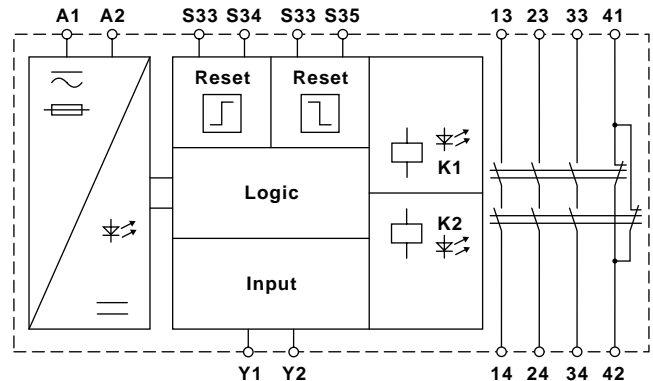 A1 A2 S33 S34 S33 S35 13 23 33 41
Reset Reset
K1
Logic
K2
Input
Y1 Y2 14 24 34 42